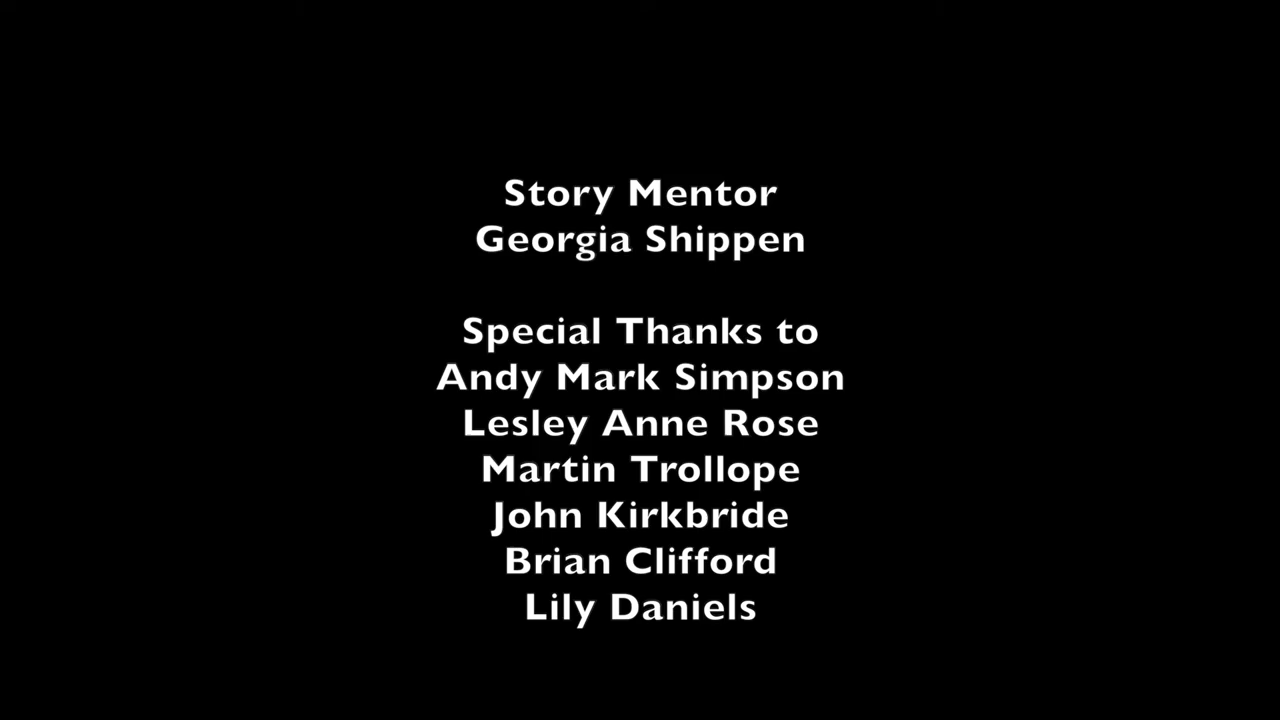 Story Mentor
Georgia Shippen
Special Thanks to
Andy Mark Simpson
Lesley Anne Rose
Martin Trollope
John Kirkbride
Brian Clifford
Lily Daniels